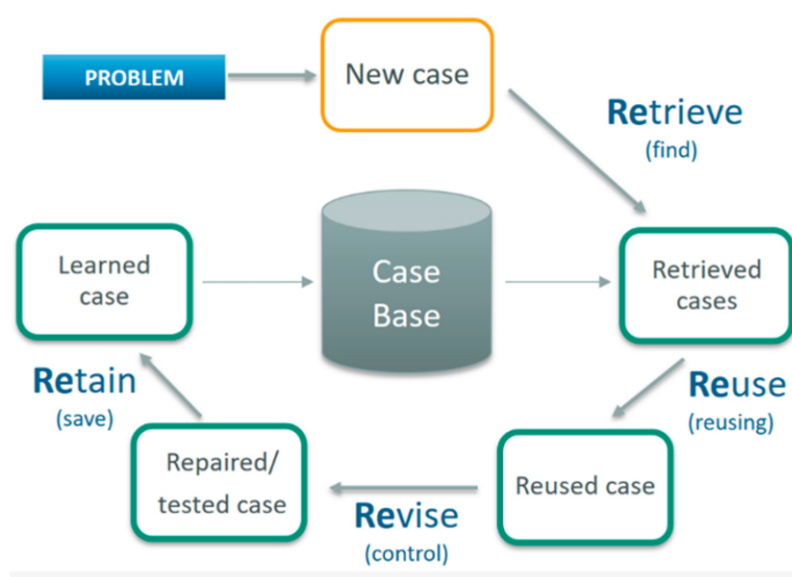 PROBLEM
New case
Retrieve
(find)
Learned
case
Case
Base
Retrieved
cases
Retain
(save)
Reuse
(reusing)
Repaired/
tested case
Reused case
Revise
(control)